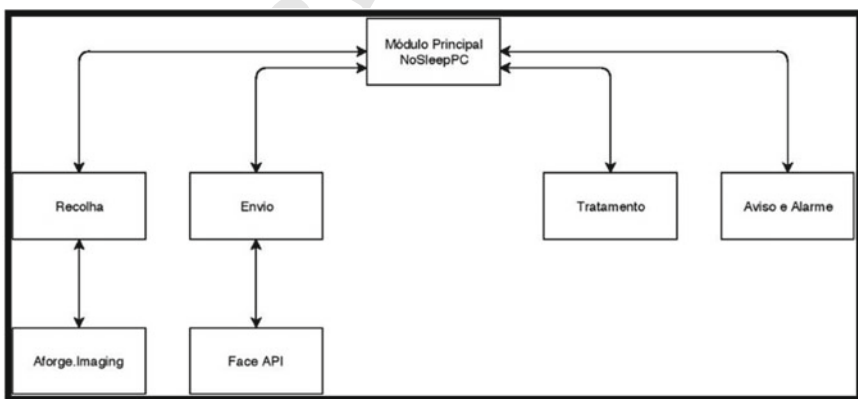 Módulo Principal
NoSleepPC
Recolha
Envio
Tratamento
Aviso e Alarme
Aforge.Imaging
Face API